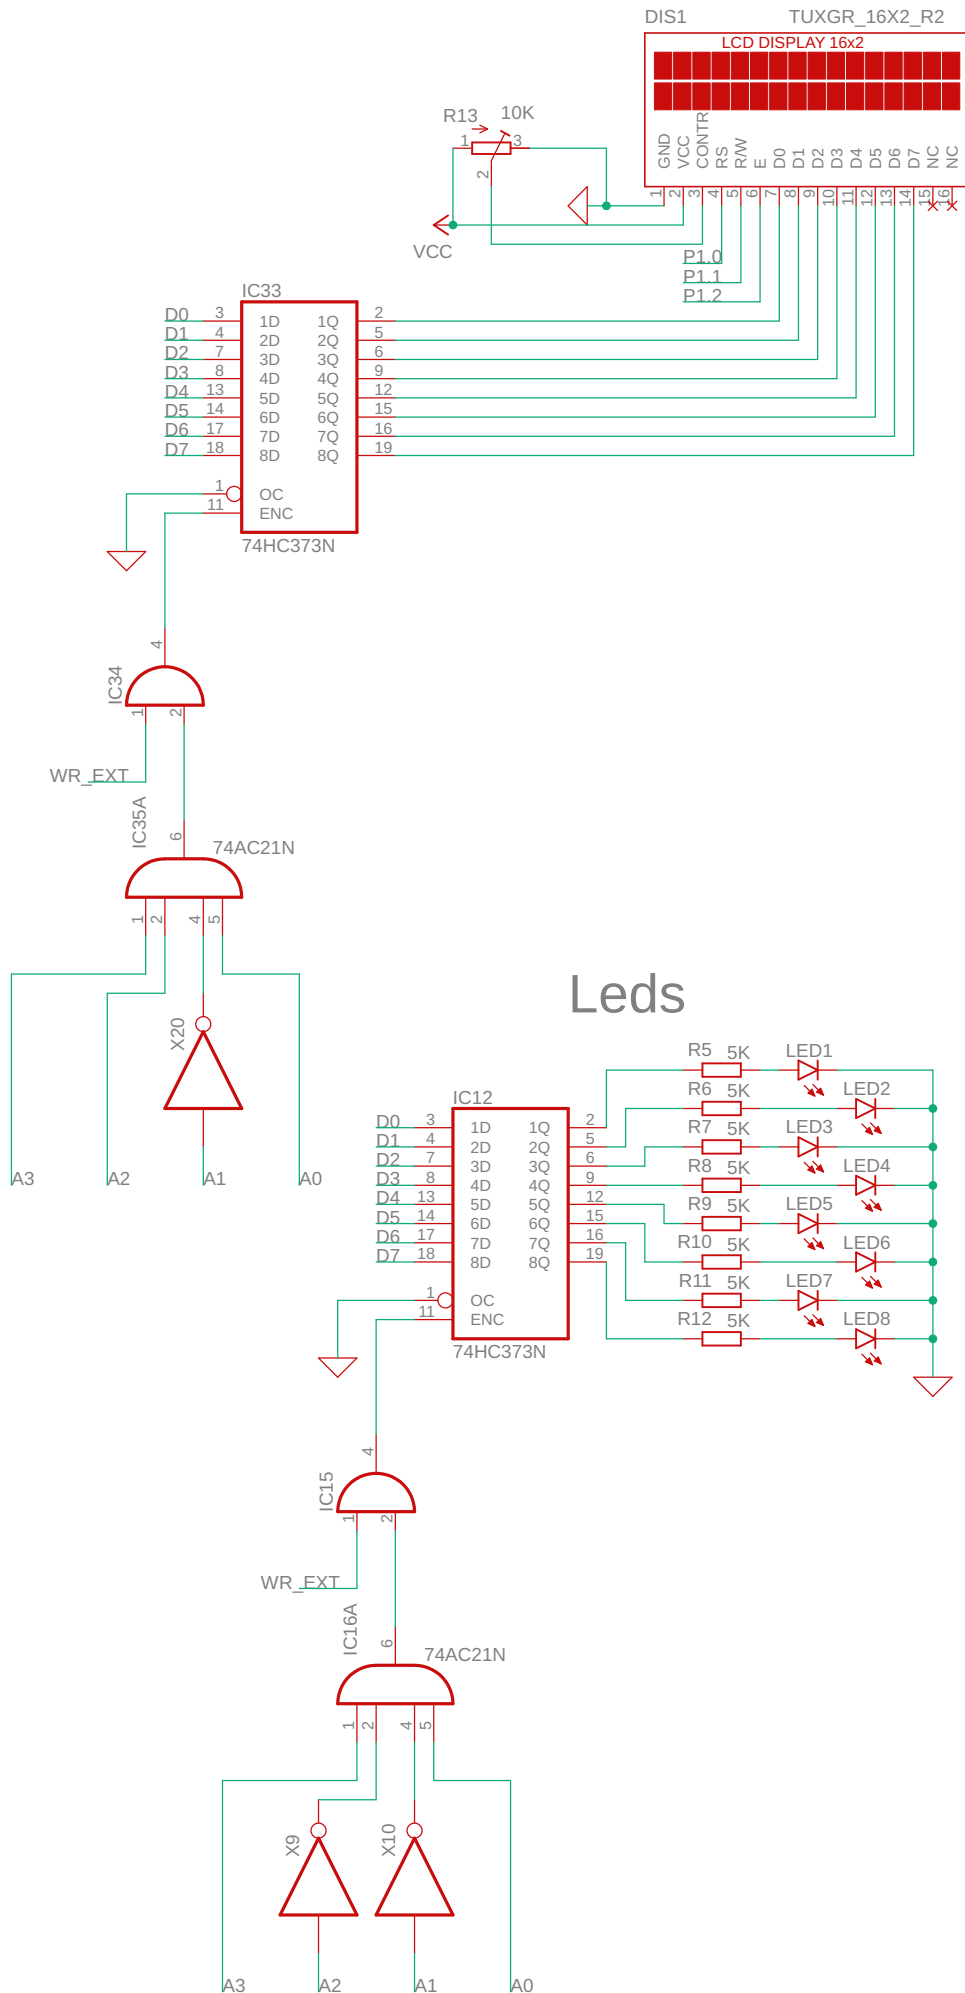 DIS1 TUXGR_16X2_R2
LCD DISPLAY 16x2
GND VCC CONTR RS R/W E D0 D1 D2 D3 D4 D5 D6 D7 NC NC
1 2 3 4 5 6 7 8 9 10 11 12 13 14 15 16
R13 10K
1 3
2
VCC
P1.0
P1.1
P1.2
IC33
D0 3 1D 1Q 2
D1 4 2D 2Q 5
D2 7 3D 3Q 6
D3 8 4D 4Q 9
D4 13 5D 5Q 12
D5 14 6D 6Q 15
D6 17 7D 7Q 16
D7 18 8D 8Q 19
1 OC
11 ENC
74HC373N
4
IC34
1 2
WR_EXT
IC35A
6
74AC21N
1 2 4 5
X20
A3 A2 A1 A0
Leds
R5 5K LED1
R6 5K LED2
R7 5K LED3
R8 5K LED4
R9 5K LED5
R10 5K LED6
R11 5K LED7
R12 5K LED8
IC12
D0 3 1D 1Q 2
D1 4 2D 2Q 5
D2 7 3D 3Q 6
D3 8 4D 4Q 9
D4 13 5D 5Q 12
D5 14 6D 6Q 15
D6 17 7D 7Q 16
D7 18 8D 8Q 19
1 OC
11 ENC
74HC373N
4
IC15
1 2
WR_EXT
IC16A
6
74AC21N
1 2 4 5
X9 X10
A3 A2 A1 A0